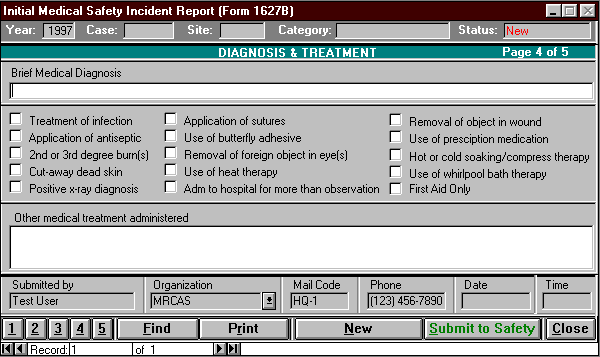 Initial Medical Safety Incident Report (Form 1627B)
Year: 1997 Case: Site: Category: Status: New
DIAGNOSIS & TREATMENT Page 4 of 5
Brief Medical Diagnosis
Treatment of infection Application of sutures Removal of object in wound
Application of antiseptic Use of butterfly adhesive Use of presciption medication
2nd or 3rd degree burn(s) Removal of foreign object in eye(s) Hot or cold soaking/compress therapy
Cut-away dead skin Use of heat therapy Use of whirlpool bath therapy
Positive x-ray diagnosis Adm to hospital for more than observation First Aid Only
Other medical treatment administered
Submitted by Organization Mail Code Phone Date Time
Test User MRCAS HQ-1 (123) 456-7890
1 2 3 4 5 Find Print New Submit to Safety Close
Record: 1 of 1